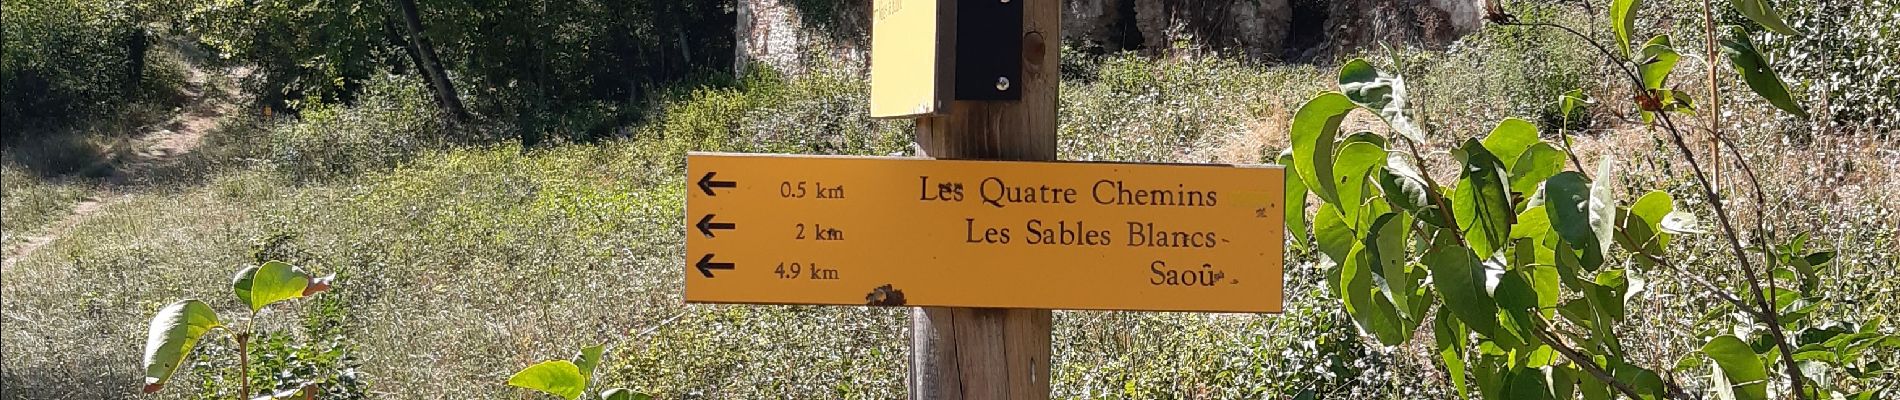 ← 0.5 km Les Quatre Chemins
← 2 km Les Sables Blancs
← 4.9 km Saoû